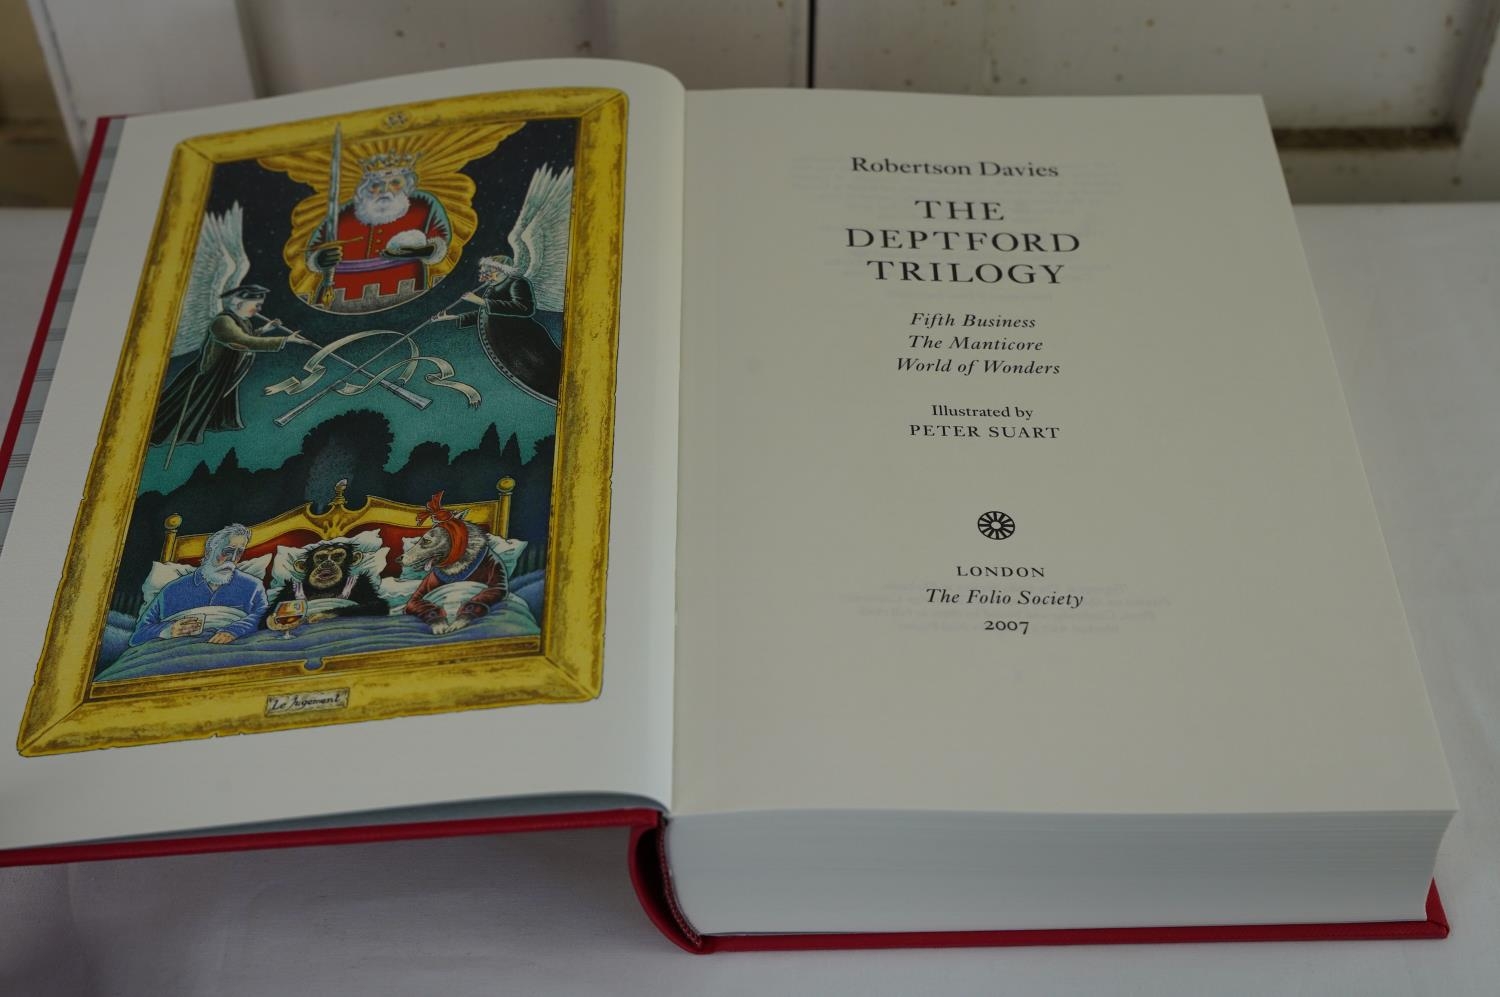 Le Jugement
Robertson Davies
THE
DEPTFORD
TRILOGY
Fifth Business
The Manticore
World of Wonders
Illustrated by
PETER SUART
LONDON
The Folio Society
2007